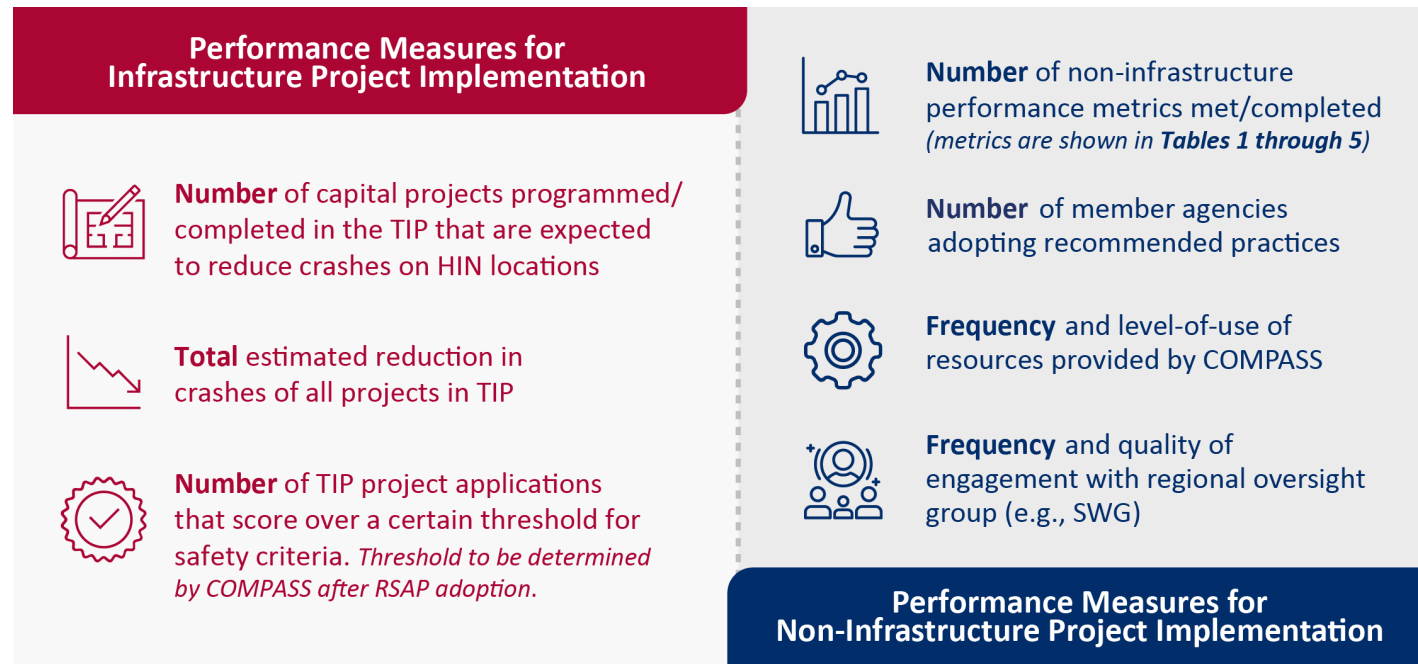 Performance Measures for
Infrastructure Project Implementation
Number of capital projects programmed/
completed in the TIP that are expected
to reduce crashes on HIN locations
Total estimated reduction in
crashes of all projects in TIP
Number of TIP project applications
that score over a certain threshold for
safety criteria. Threshold to be determined
by COMPASS after RSAP adoption.
Number of non-infrastructure
performance metrics met/completed
(metrics are shown in Tables 1 through 5)
Number of member agencies
adopting recommended practices
Frequency and level-of-use of
resources provided by COMPASS
Frequency and quality of
engagement with regional oversight
group (e.g., SWG)
Performance Measures for
Non-Infrastructure Project Implementation